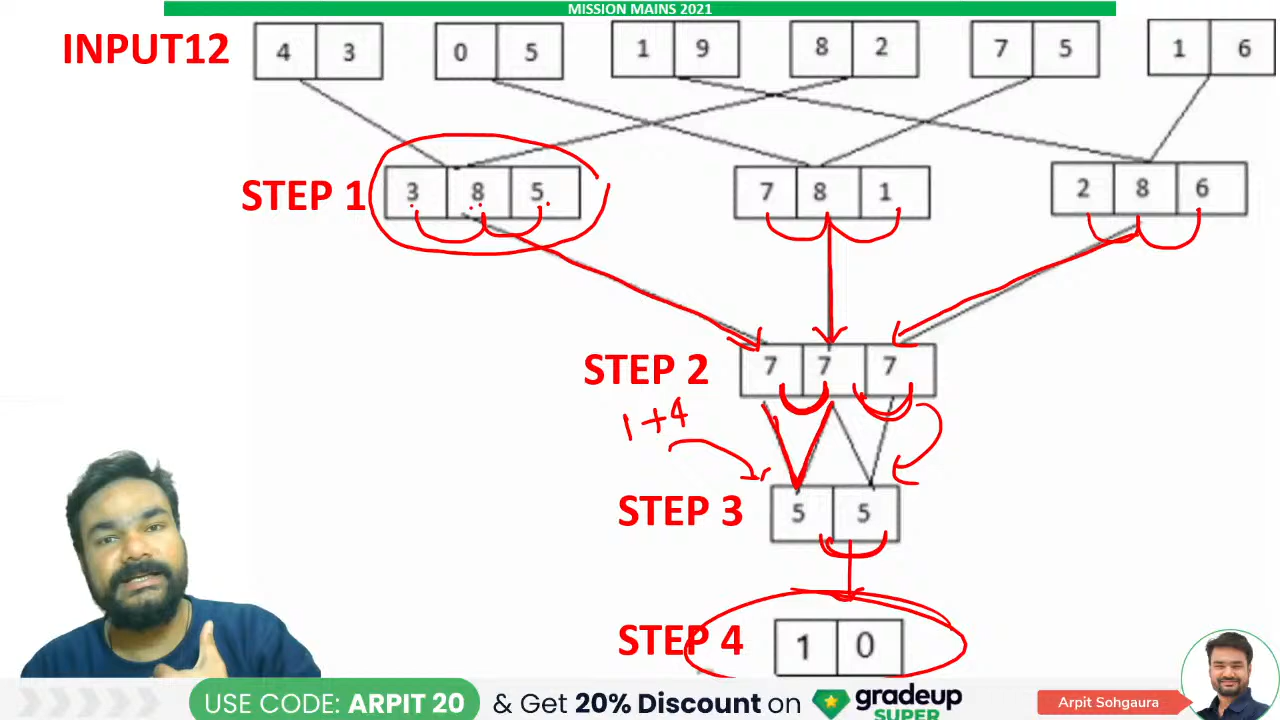 MISSION MAINS 2021
INPUT12 4 3 0 5 1 9 8 2 7 5 1 6
STEP 1 3 8 5 7 8 1 2 8 6
STEP 2 7 7 7
1+4
STEP 3 5 5
STEP 4 1 0
USE CODE: ARPIT 20 & Get 20% Discount on gradeup SUPER
Arpit Sohgaura